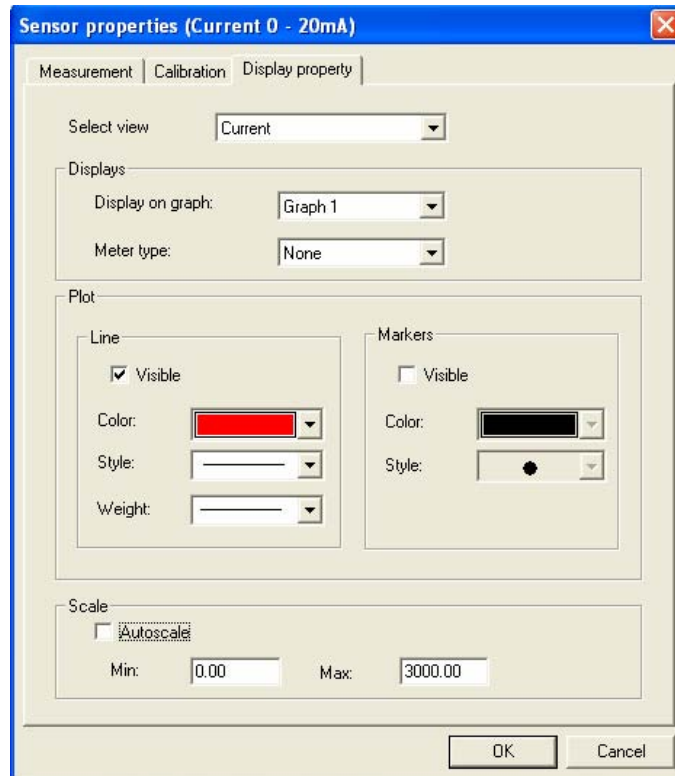 Sensor properties (Current 0 - 20mA)
Measurement Calibration Display property
Select view Current
Displays
Display on graph: Graph 1
Meter type: None
Plot
Line
Visible
Color:
Style:
Weight:
Markers
Visible
Color:
Style:
Scale
Autoscale
Min: 0.00 Max: 3000.00
OK Cancel